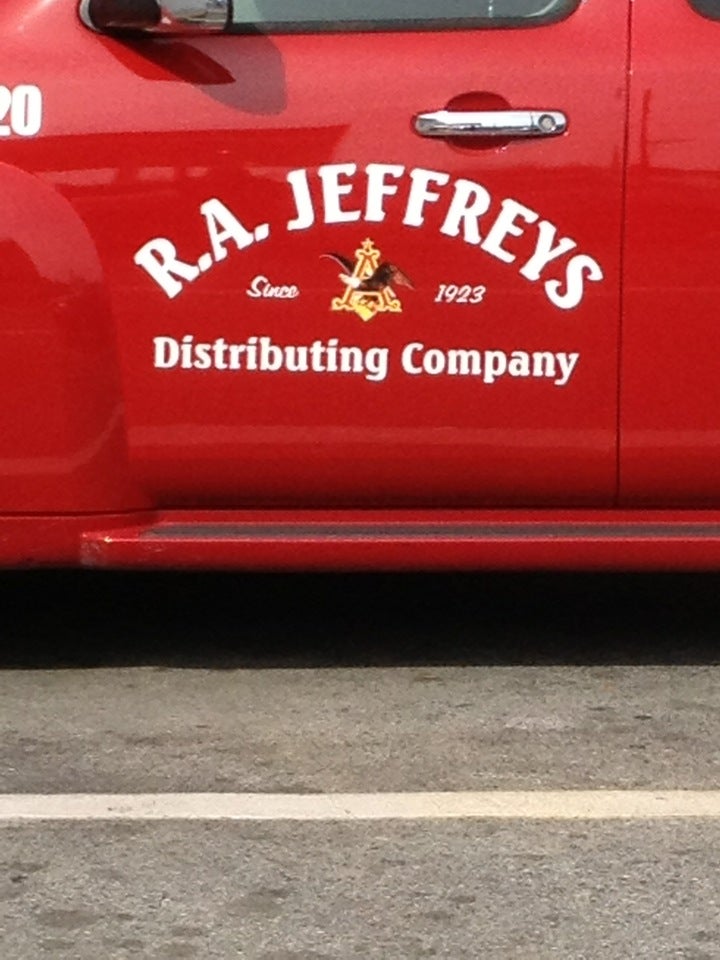 20
R.A. JEFFREYS
Since 1923
Distributing Company